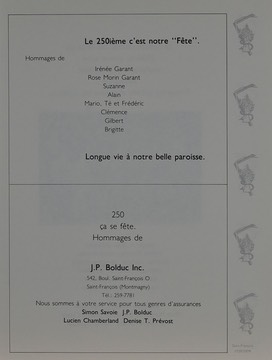 Le 250ième c'est notre "Fête".
Hommages de
Irénée Garant
Rose Morin Garant
Suzanne
Alain
Mario, Té et Frédéric
Clémence
Gilbert
Brigitte
Longue vie à notre belle paroisse.
250
ça se fête.
Hommages de
J.P. Bolduc Inc.
542, Boul. Saint-François O.
Saint-François (Montmagny)
Tél.: 259-7781
Nous sommes à votre service pour tous genres d'assurances
Simon Savoie J.P. Bolduc
Lucien Chamberland Denise T. Prévost